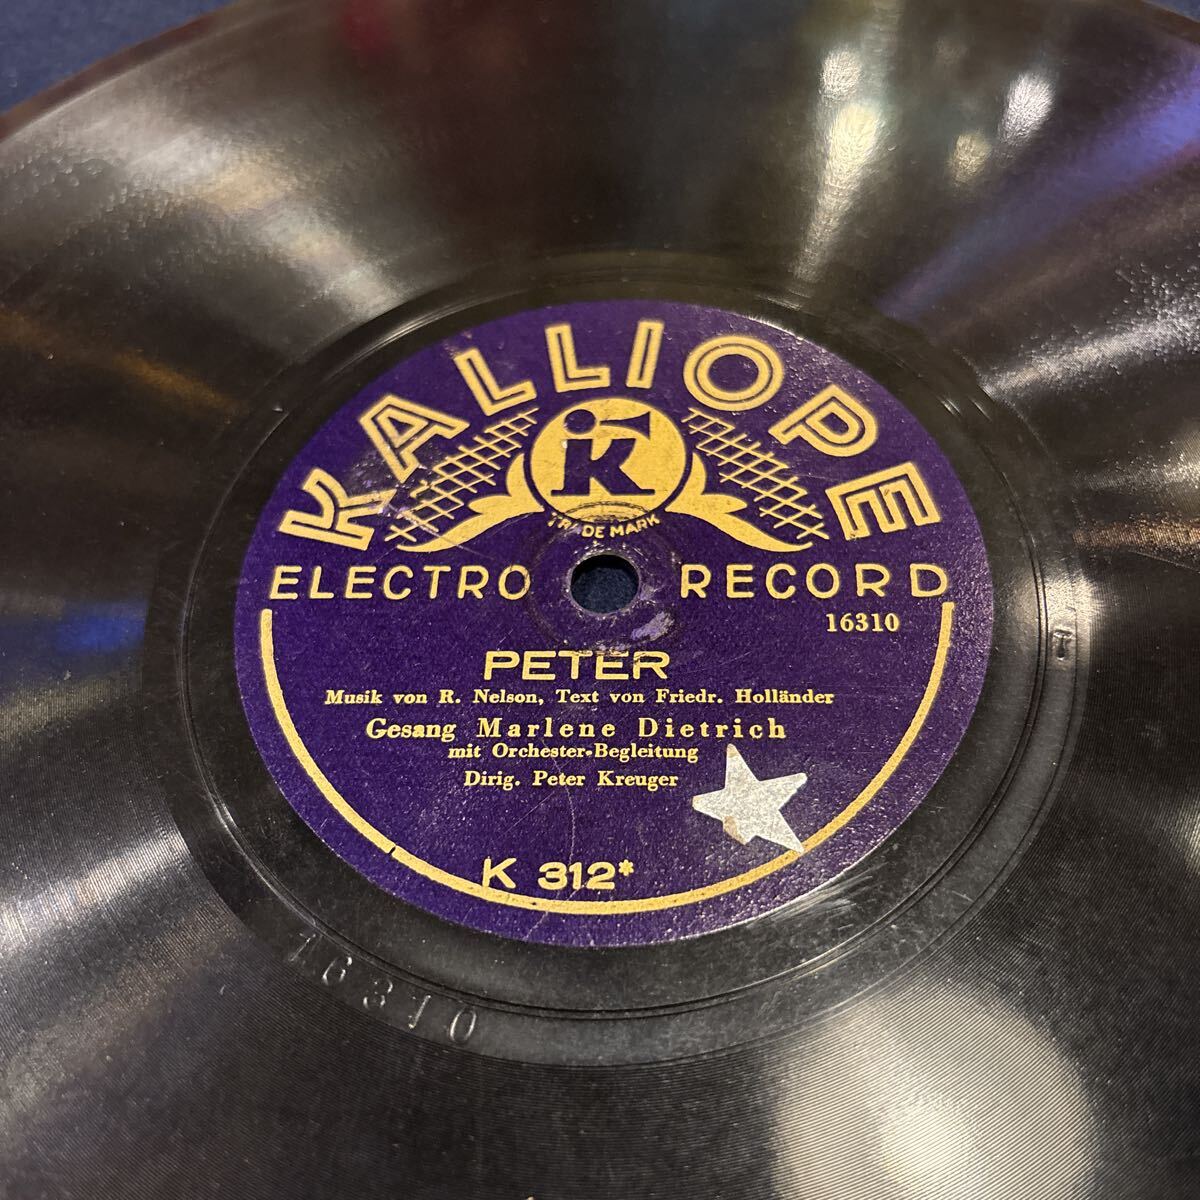 KALLIOPE
K
TRADE MARK
ELECTRO RECORD
16310
PETER
Musik von R. Nelson, Text von Friedr. Holländer
Gesang Marlene Dietrich
mit Orchester-Begleitung
Dirig. Peter Kreuger
K 312*
16310
T